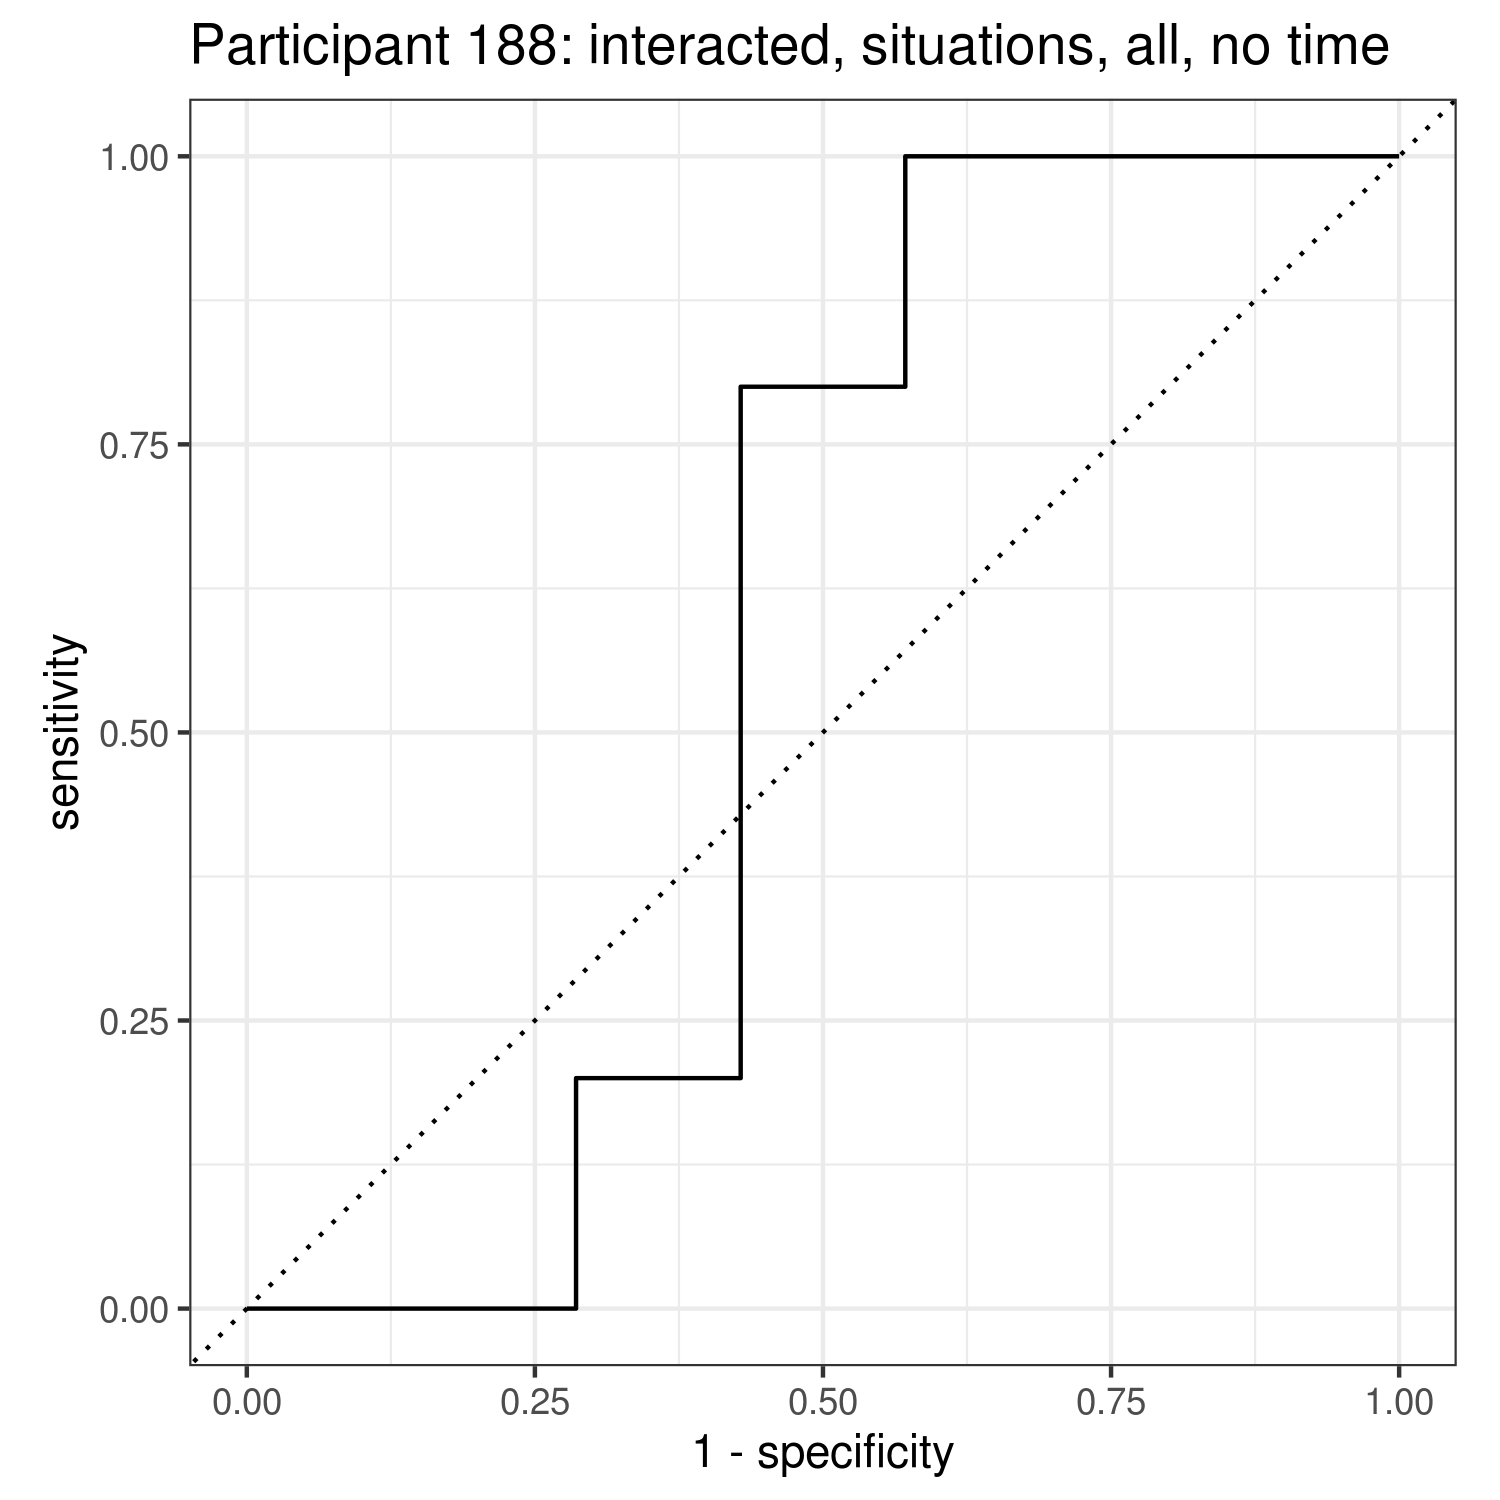 Participant 188: interacted, situations, all, no time
1.00
0.75
0.50
0.25
0.00
sensitivity
0.00 0.25 0.50 0.75 1.00
1 - specificity